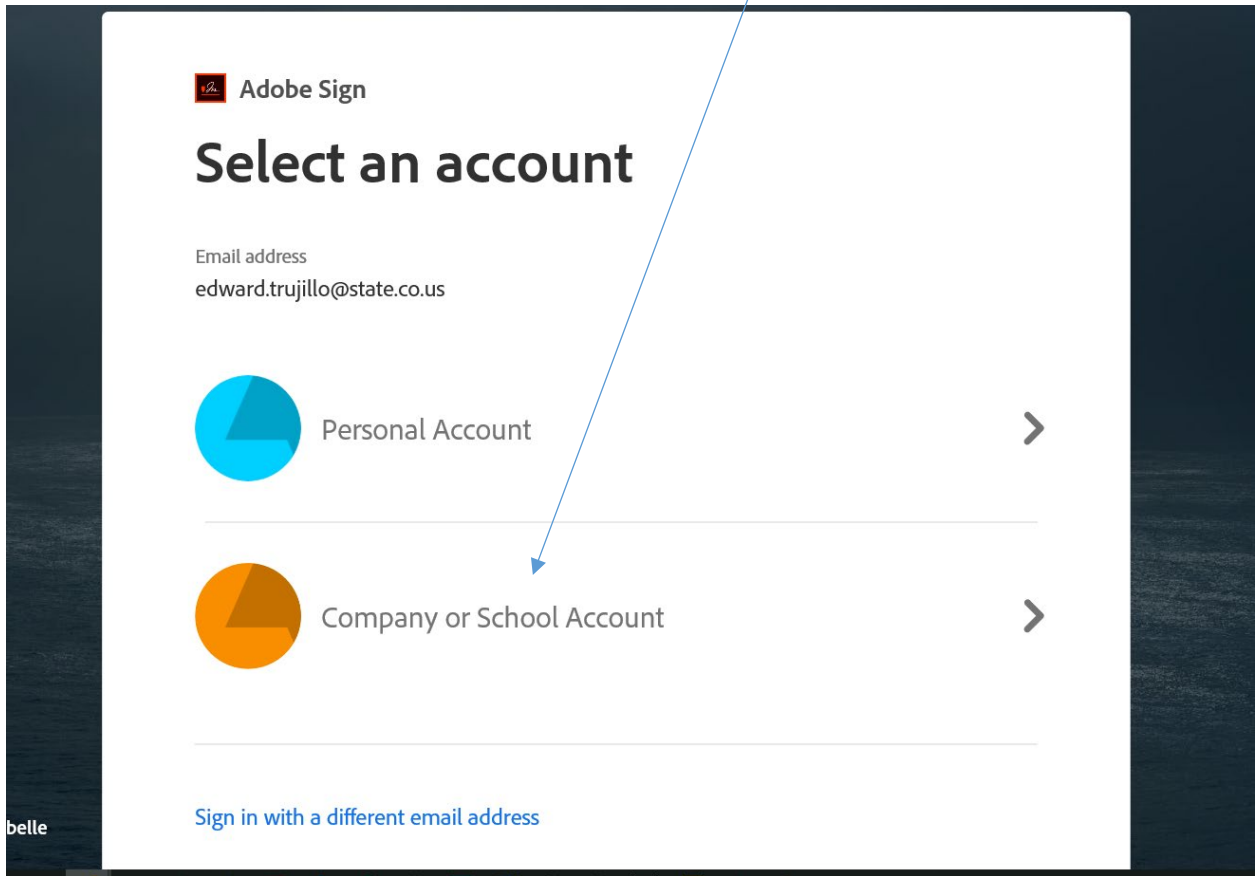 Adobe Sign
Select an account
Email address
edward.trujillo@state.co.us
Personal Account
Company or School Account
Sign in with a different email address
belle